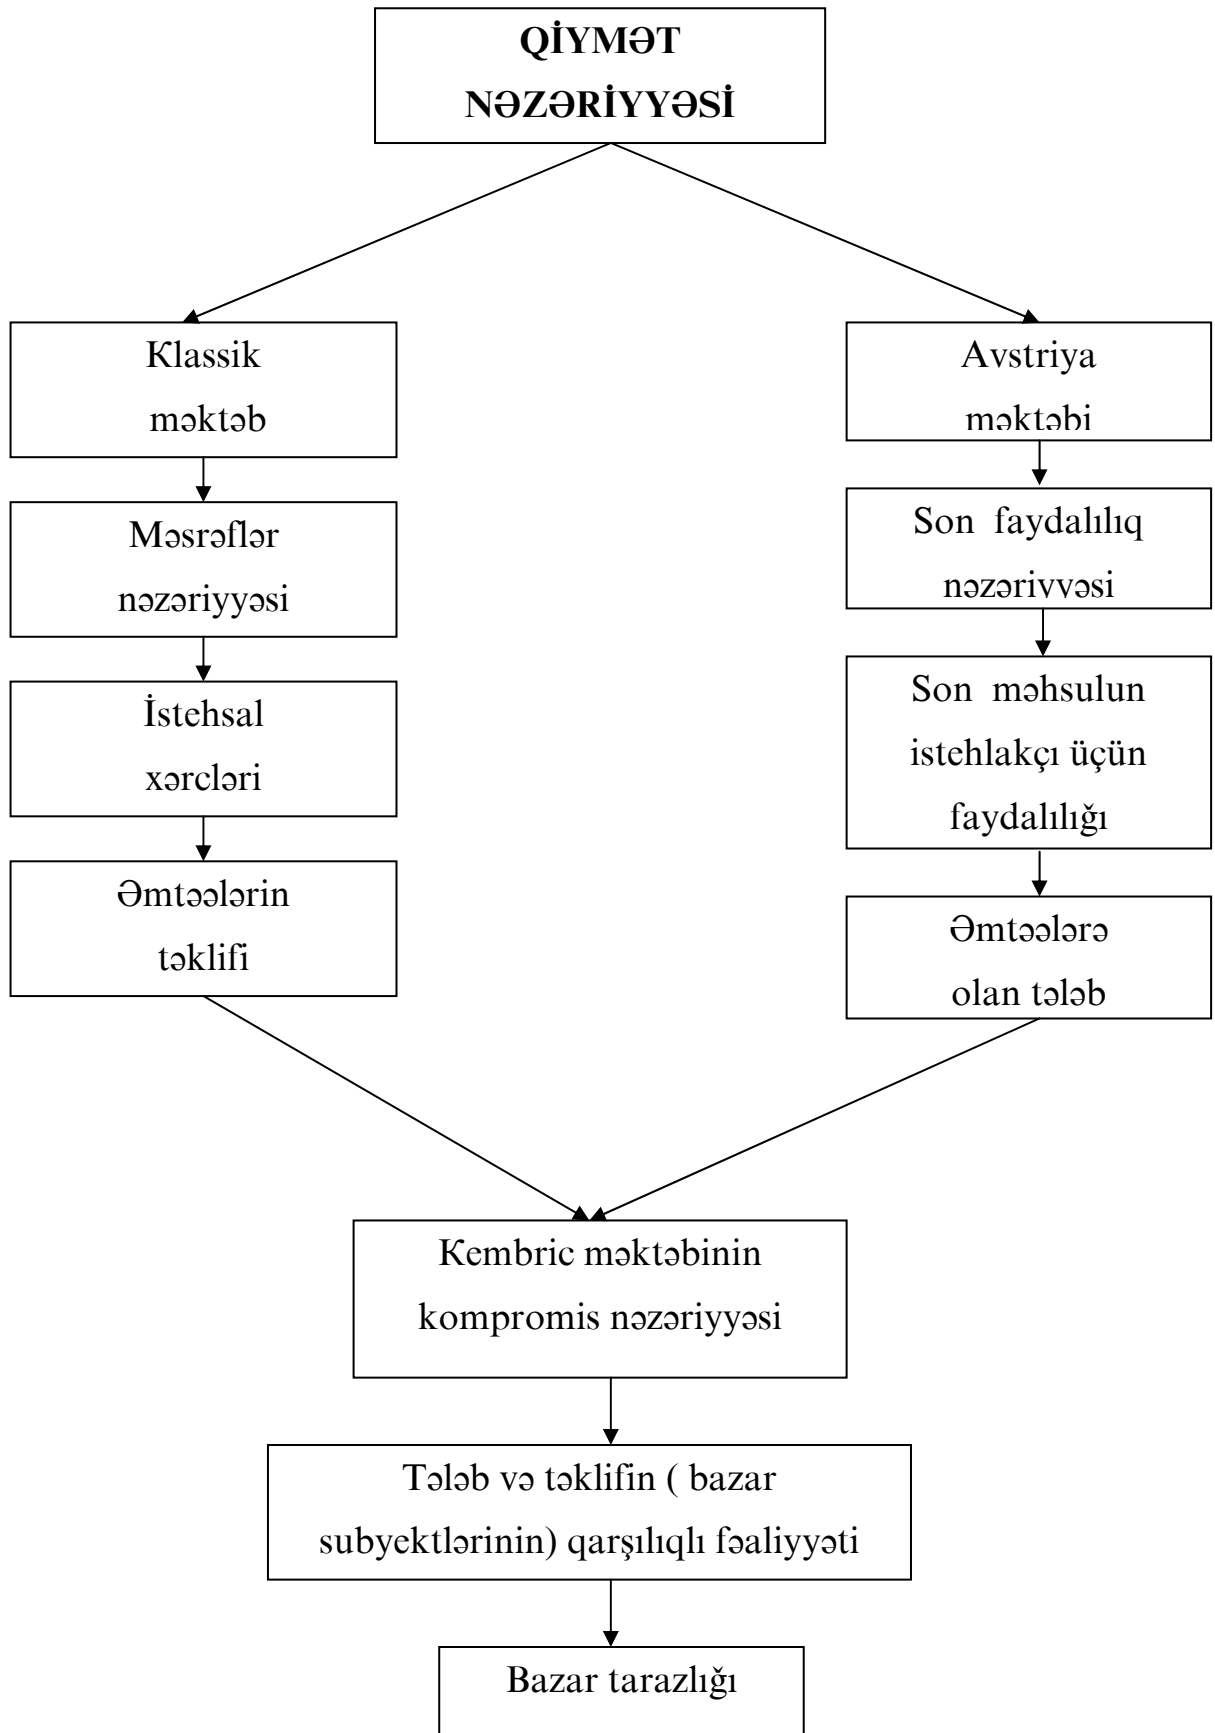 QİYMƏT
NƏZƏRİYYƏSİ
Klassik
məktəb
Məsrəflər
nəzəriyyəsi
İstehsal
xərcləri
Əmtəələrin
təklifi
Avstriya
məktəbi
Son faydalılıq
nəzəriyyəsi
Son məhsulun
istehlakçı üçün
faydalılığı
Əmtəələrə
olan tələb
Kembric məktəbinin
kompromis nəzəriyyəsi
Tələb və təklifin ( bazar
subyektlərinin) qarşılıqlı fəaliyyəti
Bazar tarazlığı